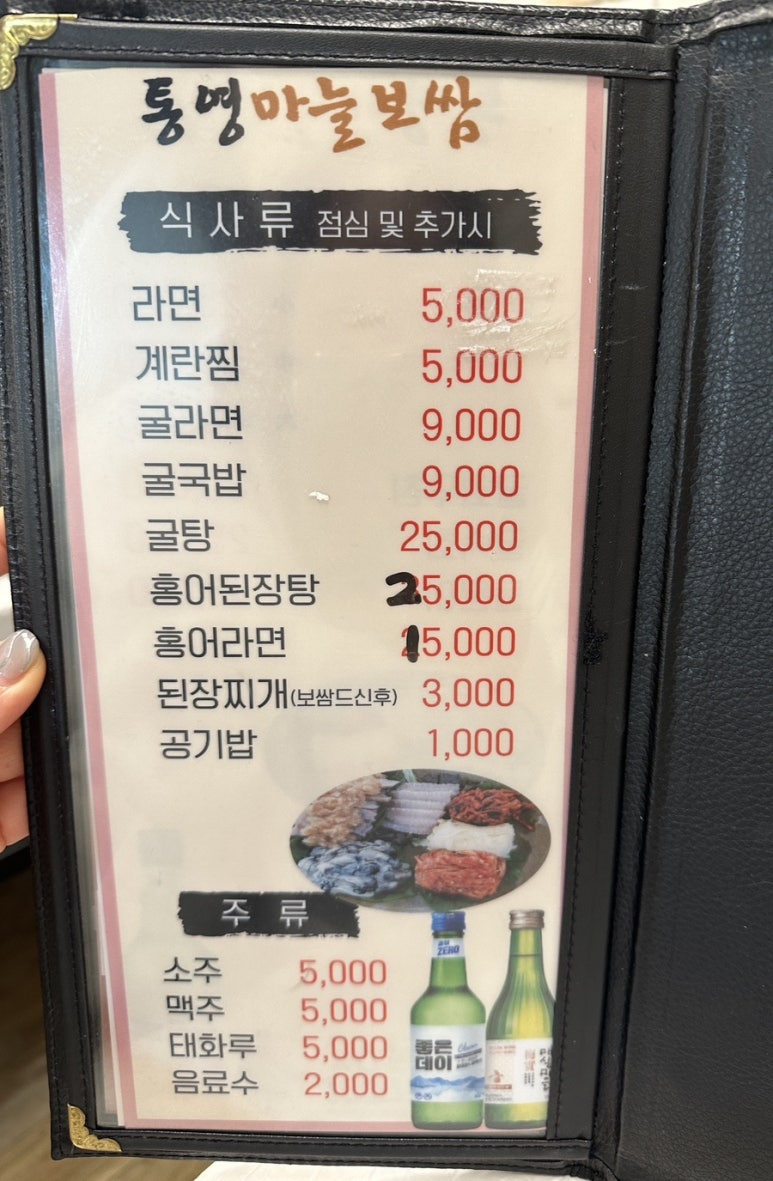 통영마늘보쌈
식사류 점심 및 추가시
라면 5,000
계란찜 5,000
굴라면 9,000
굴국밥 9,000
굴탕 25,000
홍어된장탕 25,000
홍어라면 15,000
된장찌개(보쌈드신후) 3,000
공기밥 1,000
주류
소주 5,000
맥주 5,000
태화루 5,000
음료수 2,000
ZERO
좋은
데이